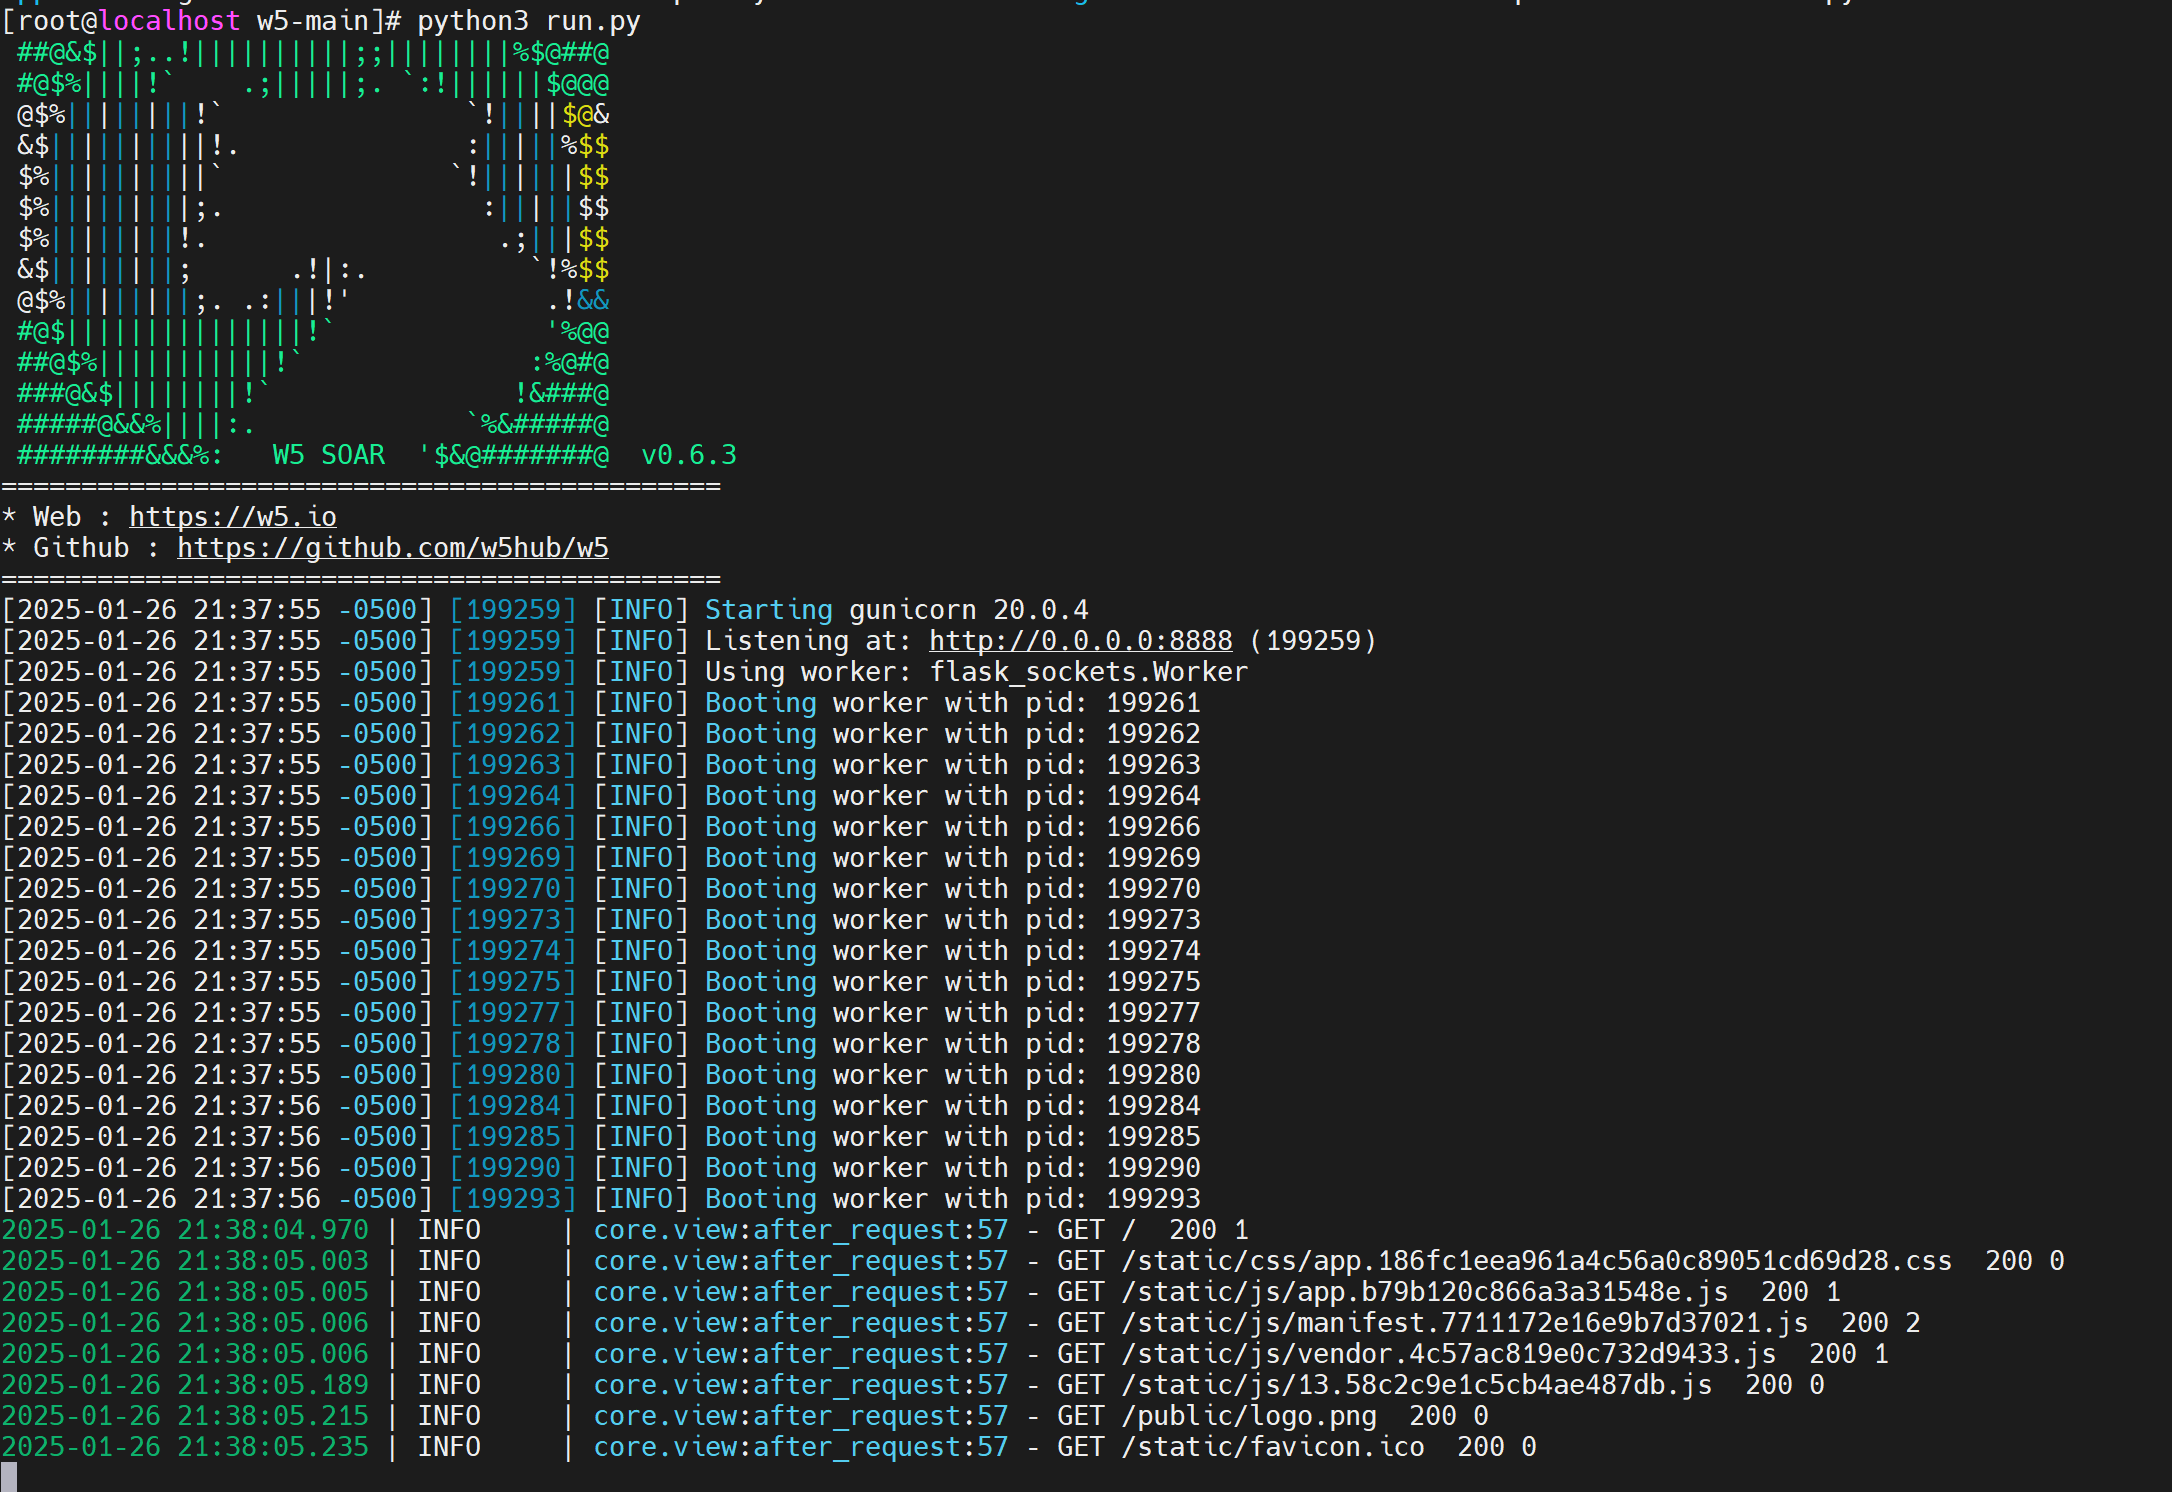 [root@localhost w5-main]# python3 run.py
 ##@&$||;..!||||||||||;;||||||||%$@##@
 #@$%||||!`    .;|||||;. `:!||||||$@@@
 @$%||||||||!`               `!||||$@&
 &$||||||||||!.              :|||||%$$
 $%||||||||||`              `!||||||$$
 $%|||||||||;.                :|||||$$
 $%||||||||!.                  .;|||$$
 &$||||||||;      .!|:.          `!%$$
 @$%||||||||;. .:|||!'            .!&&
 #@$|||||||||||||||!`             '%@@
 ##@$%|||||||||||!`              :%@#@
 ###@&$||||||||!`               !&###@
 #####@&&%||||:.             `%&#####@
 ########&&&%:   W5 SOAR  '$&@#######@  v0.6.3
=============================================
* Web : https://w5.io
* Github : https://github.com/w5hub/w5
=============================================
[2025-01-26 21:37:55 -0500] [199259] [INFO] Starting gunicorn 20.0.4
[2025-01-26 21:37:55 -0500] [199259] [INFO] Listening at: http://0.0.0.0:8888 (199259)
[2025-01-26 21:37:55 -0500] [199259] [INFO] Using worker: flask_sockets.Worker
[2025-01-26 21:37:55 -0500] [199261] [INFO] Booting worker with pid: 199261
[2025-01-26 21:37:55 -0500] [199262] [INFO] Booting worker with pid: 199262
[2025-01-26 21:37:55 -0500] [199263] [INFO] Booting worker with pid: 199263
[2025-01-26 21:37:55 -0500] [199264] [INFO] Booting worker with pid: 199264
[2025-01-26 21:37:55 -0500] [199266] [INFO] Booting worker with pid: 199266
[2025-01-26 21:37:55 -0500] [199269] [INFO] Booting worker with pid: 199269
[2025-01-26 21:37:55 -0500] [199270] [INFO] Booting worker with pid: 199270
[2025-01-26 21:37:55 -0500] [199273] [INFO] Booting worker with pid: 199273
[2025-01-26 21:37:55 -0500] [199274] [INFO] Booting worker with pid: 199274
[2025-01-26 21:37:55 -0500] [199275] [INFO] Booting worker with pid: 199275
[2025-01-26 21:37:55 -0500] [199277] [INFO] Booting worker with pid: 199277
[2025-01-26 21:37:55 -0500] [199278] [INFO] Booting worker with pid: 199278
[2025-01-26 21:37:55 -0500] [199280] [INFO] Booting worker with pid: 199280
[2025-01-26 21:37:56 -0500] [199284] [INFO] Booting worker with pid: 199284
[2025-01-26 21:37:56 -0500] [199285] [INFO] Booting worker with pid: 199285
[2025-01-26 21:37:56 -0500] [199290] [INFO] Booting worker with pid: 199290
[2025-01-26 21:37:56 -0500] [199293] [INFO] Booting worker with pid: 199293
2025-01-26 21:38:04.970 | INFO     | core.view:after_request:57 - GET /  200 1
2025-01-26 21:38:05.003 | INFO     | core.view:after_request:57 - GET /static/css/app.186fc1eea961a4c56a0c89051cd69d28.css  200 0
2025-01-26 21:38:05.005 | INFO     | core.view:after_request:57 - GET /static/js/app.b79b120c866a3a31548e.js  200 1
2025-01-26 21:38:05.006 | INFO     | core.view:after_request:57 - GET /static/js/manifest.7711172e16e9b7d37021.js  200 2
2025-01-26 21:38:05.006 | INFO     | core.view:after_request:57 - GET /static/js/vendor.4c57ac819e0c732d9433.js  200 1
2025-01-26 21:38:05.189 | INFO     | core.view:after_request:57 - GET /static/js/13.58c2c9e1c5cb4ae487db.js  200 0
2025-01-26 21:38:05.215 | INFO     | core.view:after_request:57 - GET /public/logo.png  200 0
2025-01-26 21:38:05.235 | INFO     | core.view:after_request:57 - GET /static/favicon.ico  200 0